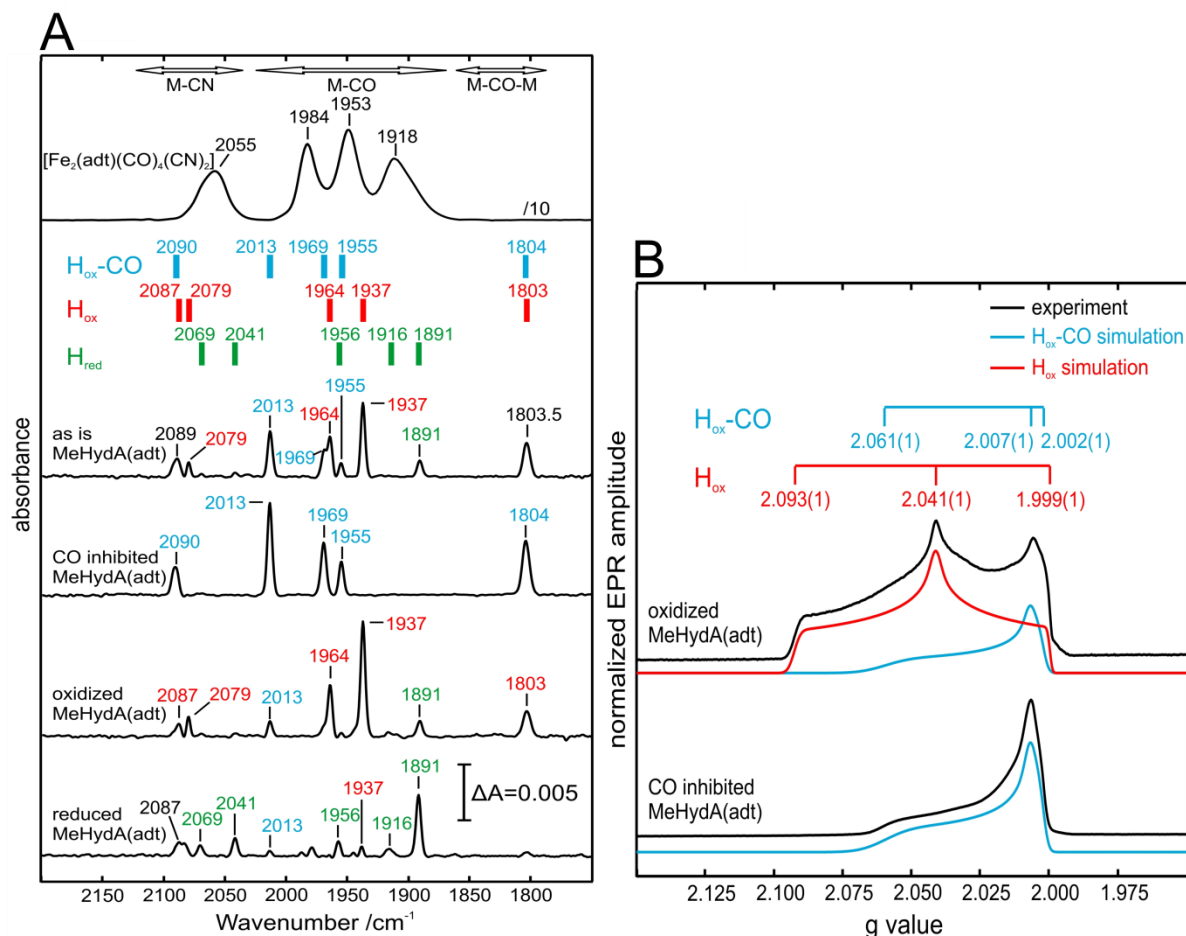 A
M-CN
M-CO
M-CO-M
1984
1953
1918
2055
[Fe₂(adt)(CO)₄(CN)₂]
/10
2090
2013
1969
1955
1804
Hox-CO
2087
2079
1964
1937
1803
Hox
2069
2041
1956
1916
1891
Hred
1955
2013
1964
1937
2089
2079
1969
1891
1803.5
as is
MeHydA(adt)
2013
1969
1955
1804
2090
CO inhibited
MeHydA(adt)
1937
1964
2087
2079
2013
1891
1803
oxidized
MeHydA(adt)
1891
ΔA=0.005
2087
2069
2041
2013
1956
1937
1916
reduced
MeHydA(adt)
absorbance
2150
2100
2050
2000
1950
1900
1850
1800
Wavenumber /cm⁻¹
B
experiment
Hox-CO simulation
Hox simulation
Hox-CO
2.061(1)
2.007(1)
2.002(1)
Hox
2.093(1)
2.041(1)
1.999(1)
oxidized
MeHydA(adt)
CO inhibited
MeHydA(adt)
normalized EPR amplitude
2.125
2.100
2.075
2.050
2.025
2.000
1.975
g value